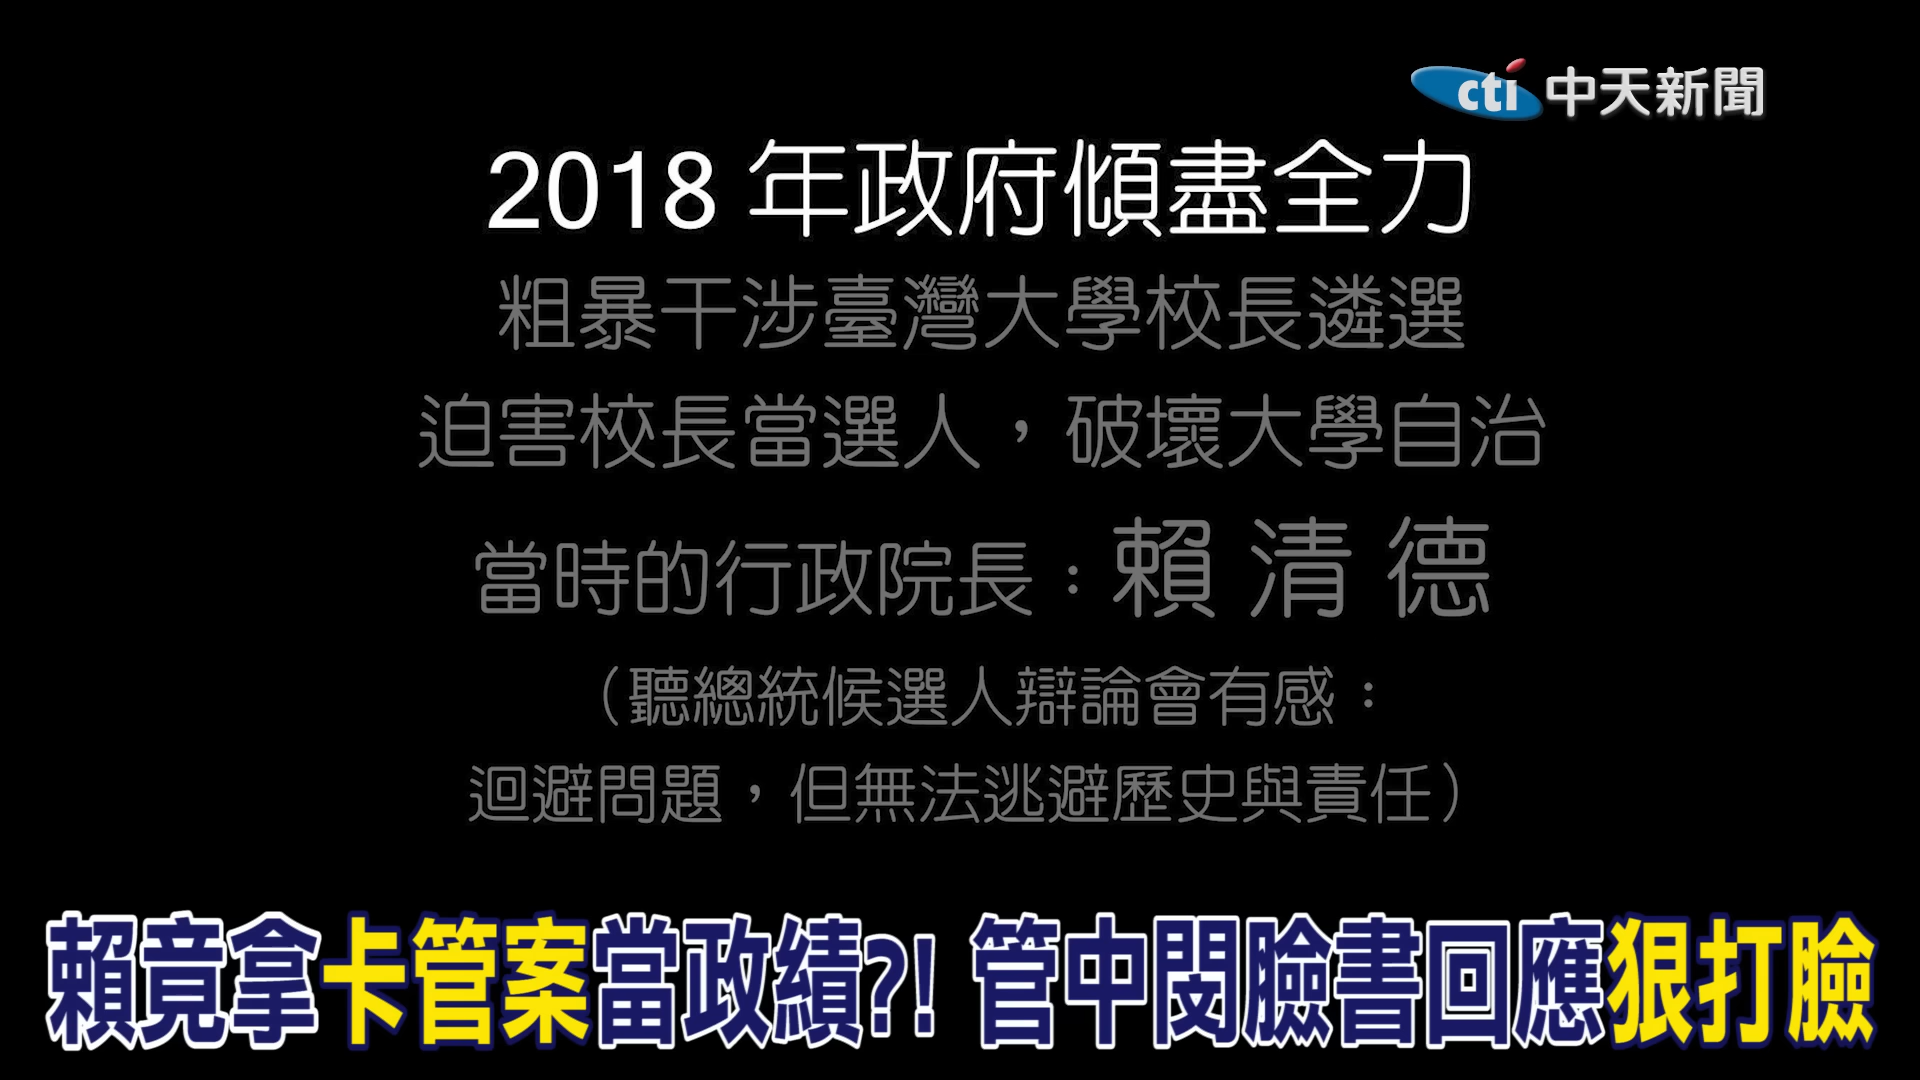 cti 中天新聞
2018 年政府傾盡全力
粗暴干涉臺灣大學校長遴選
迫害校長當選人，破壞大學自治
當時的行政院長：賴清德
（聽總統候選人辯論會有感：
迴避問題，但無法逃避歷史與責任）
賴竟拿卡管案當政績?! 管中閔臉書回應狠打臉